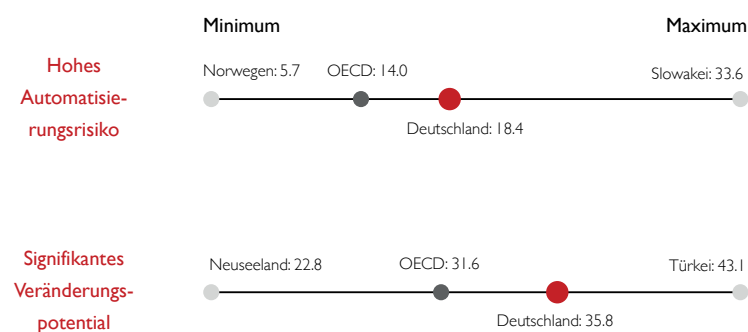 Minimum
Maximum
Hohes
Automatisie-
rungsrisiko
Norwegen: 5.7
OECD: 14.0
Slowakei: 33.6
Deutschland: 18.4
Signifikantes
Veränderungs-
potential
Neuseeland: 22.8
OECD: 31.6
Türkei: 43.1
Deutschland: 35.8